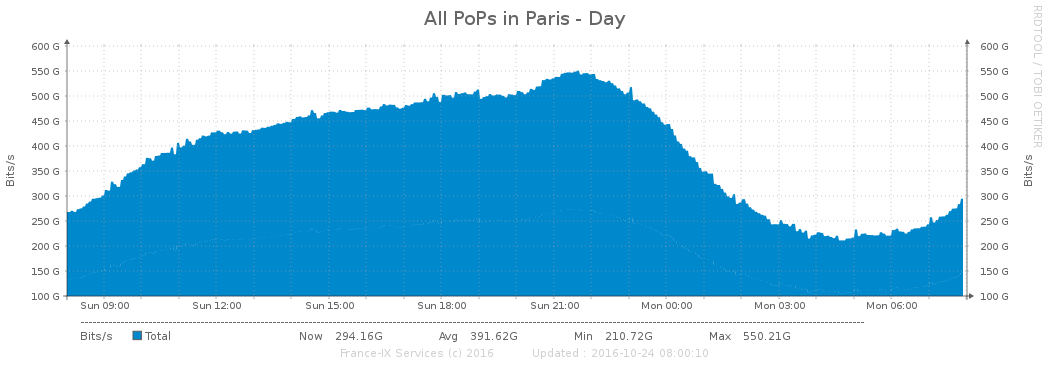 All PoPs in Paris - Day
RRDTOOL / TOBI OETIKER
600 G 600 G
550 G 550 G
500 G 500 G
450 G 450 G
400 G 400 G
350 G 350 G
300 G 300 G
250 G 250 G
200 G 200 G
150 G 150 G
100 G 100 G
Bits/s
Bits/s
Sun 09:00 Sun 12:00 Sun 15:00 Sun 18:00 Sun 21:00 Mon 00:00 Mon 03:00 Mon 06:00
Bits/s Total Now 294.16G Avg 391.62G Min 210.72G Max 550.21G
France-IX Services (c) 2016 Updated : 2016-10-24 08:00:10